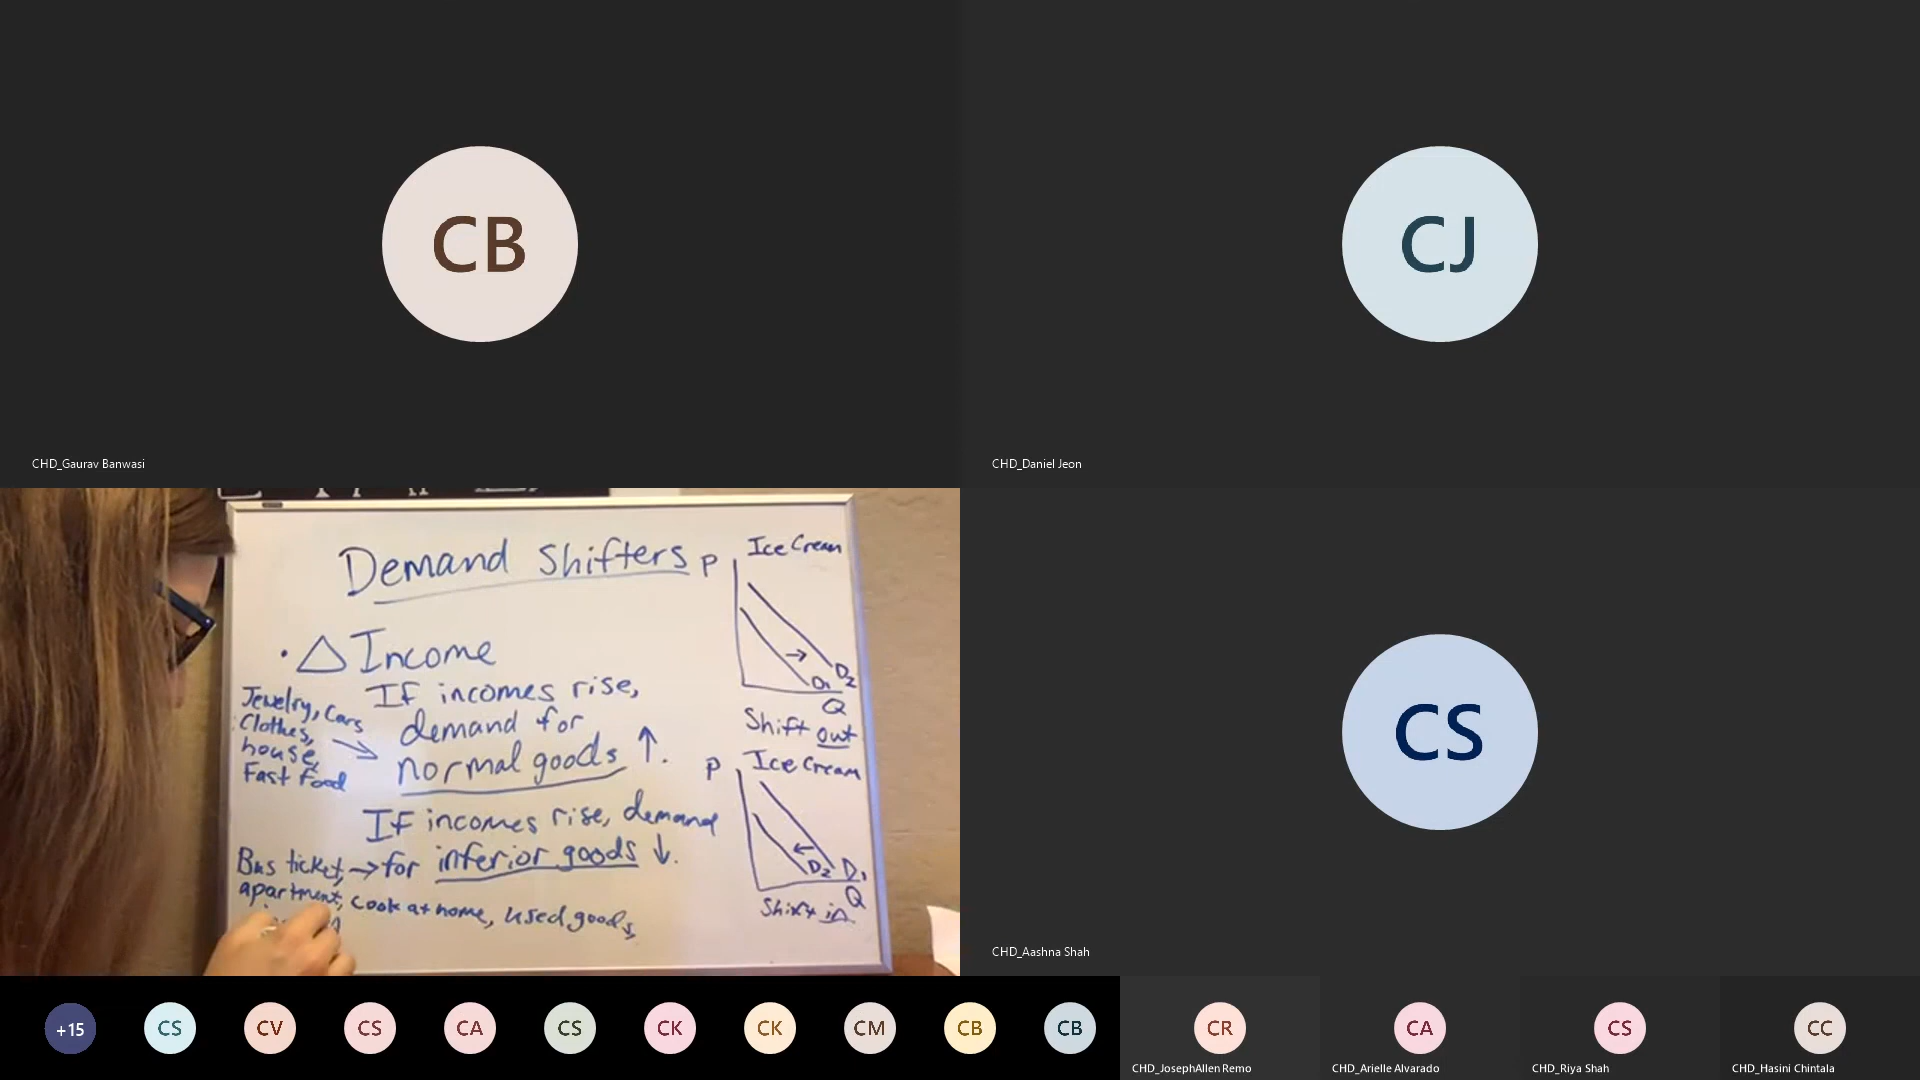 CB
CHD_Gaurav Banwasi
CJ
CHD_Daniel Jeon
Demand Shifters
• △ Income
If incomes rise,
demand for
normal goods ↑.
Jewelry, Cars
Clothes,
house,
Fast Food
→
If incomes rise, demand
for inferior goods ↓.
Bus ticket, →
apartment, cook at home, used goods,
P
Ice Cream
→
D1
D2
Q
Shift out
P
Ice Cream
←
D2
D1
Q
Shift in
CS
CHD_Aashna Shah
+15
CS
CV
CS
CA
CS
CK
CK
CM
CB
CB
CR
CHD_JosephAllen Remo
CA
CHD_Arielle Alvarado
CS
CHD_Riya Shah
CC
CHD_Hasini Chintala